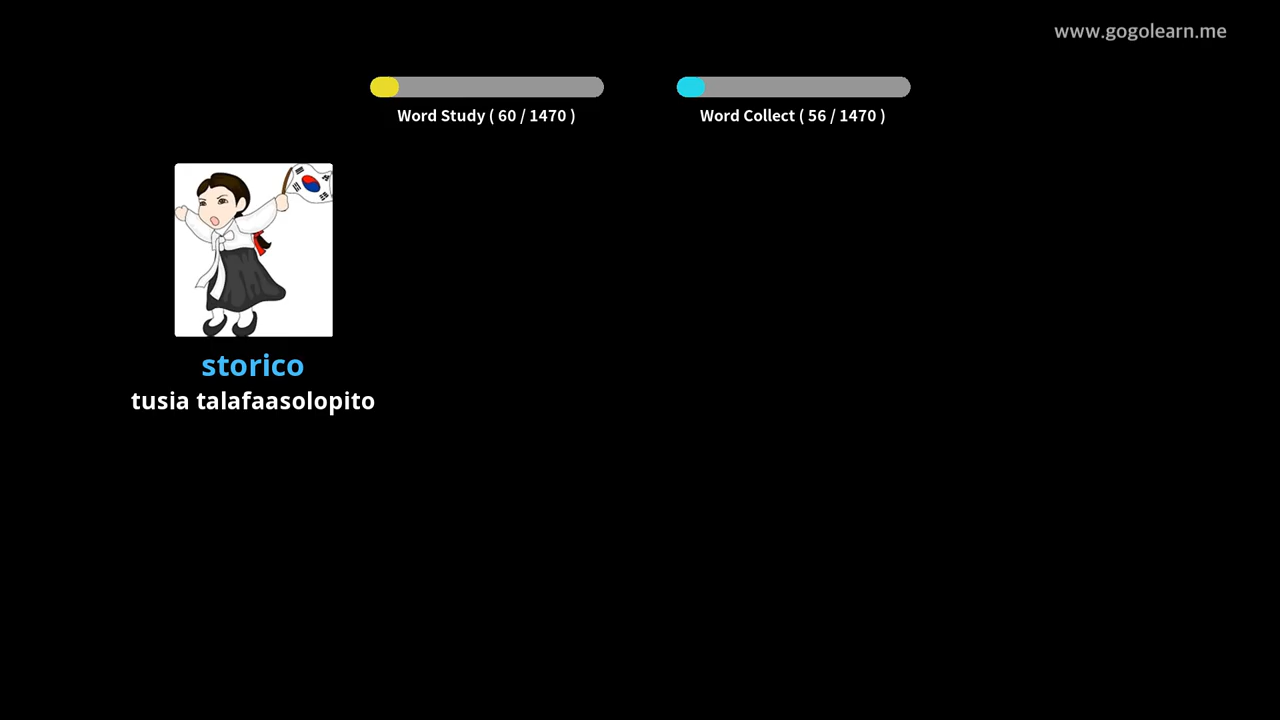 www.gogolearn.me
Word Study ( 60 / 1470 )
Word Collect ( 56 / 1470 )
storico
tusia talafaasolopito